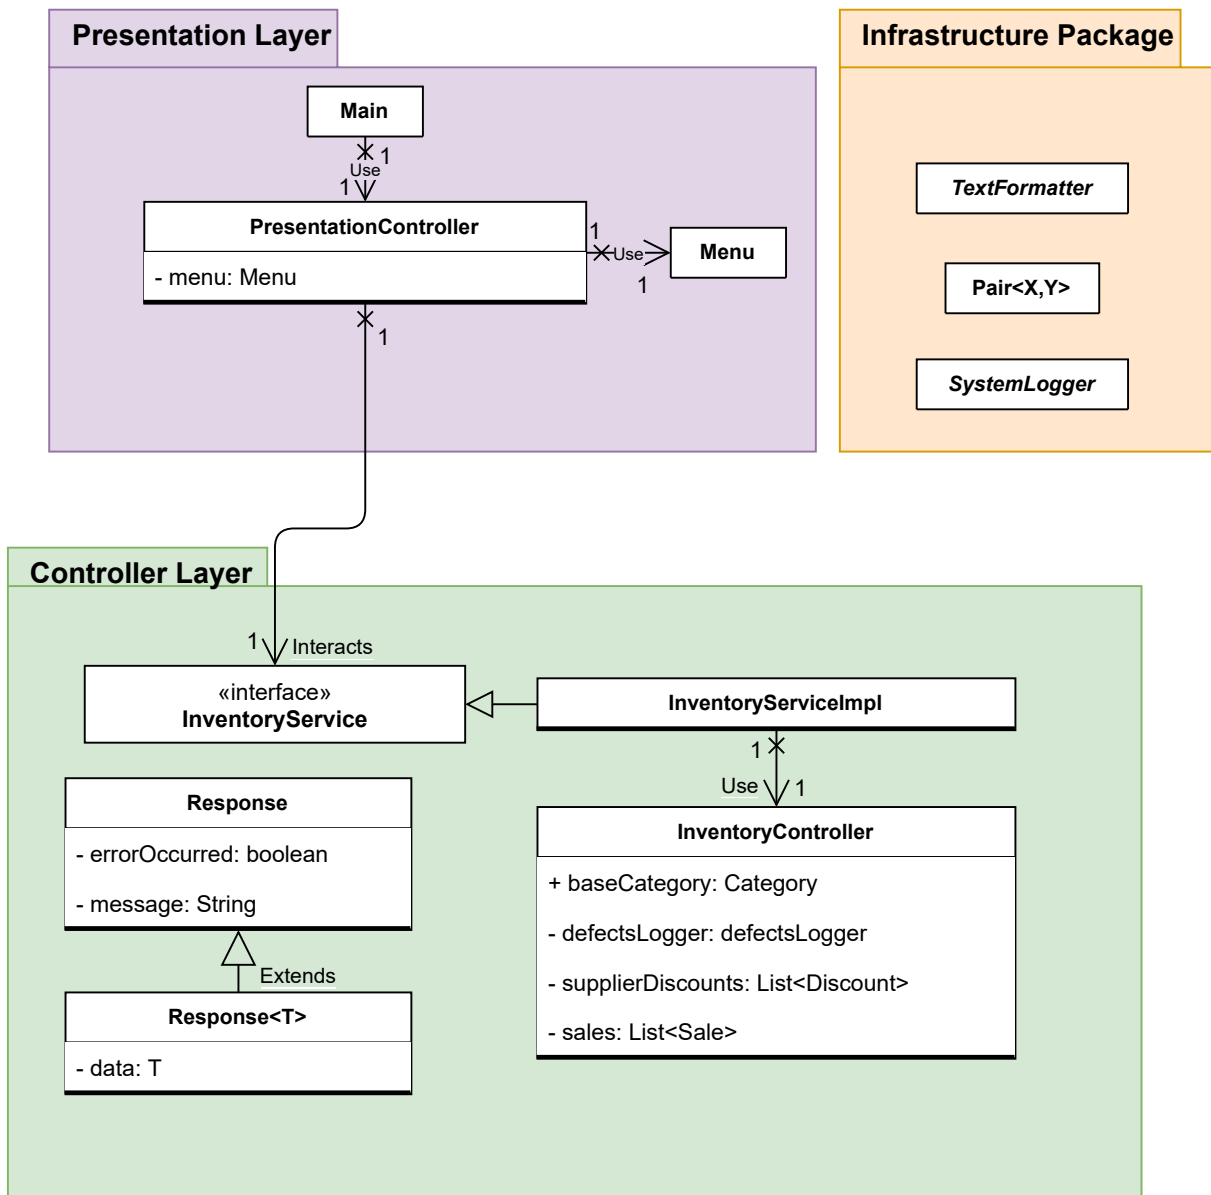 Presentation Layer
Main
1
Use
1
PresentationController
- menu: Menu
1
Use
1
Menu
1
Infrastructure Package
TextFormatter
Pair<X,Y>
SystemLogger
Controller Layer
1
Interacts
«interface»
InventoryService
InventoryServiceImpl
1
Use
1
Response
- errorOccurred: boolean
- message: String
Extends
Response<T>
- data: T
InventoryController
+ baseCategory: Category
- defectsLogger: defectsLogger
- supplierDiscounts: List<Discount>
- sales: List<Sale>